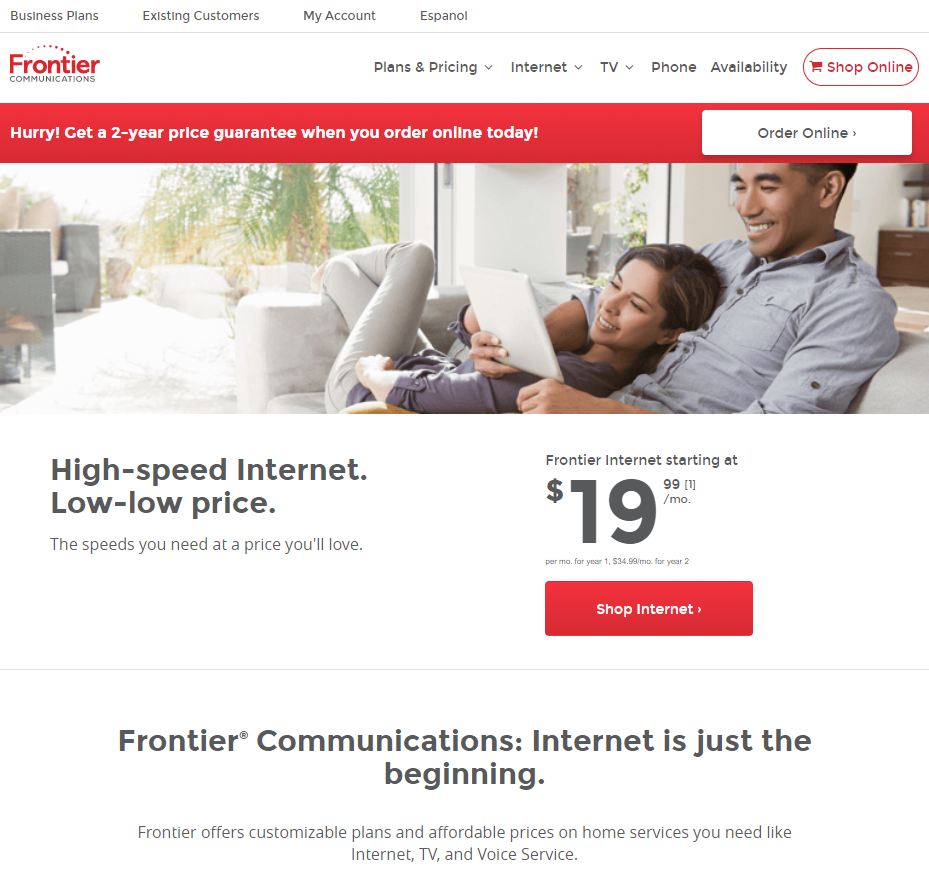 Business Plans Existing Customers My Account Espanol
Frontier
COMMUNICATIONS
Plans & Pricing Internet TV Phone Availability Shop Online
Hurry! Get a 2-year price guarantee when you order online today!
Order Online ›
High-speed Internet.
Low-low price.
The speeds you need at a price you'll love.
Frontier Internet starting at
$19 99 [1]
/mo.
per mo. for year 1, $34.99/mo. for year 2
Shop Internet ›
Frontier® Communications: Internet is just the
beginning.
Frontier offers customizable plans and affordable prices on home services you need like
Internet, TV, and Voice Service.